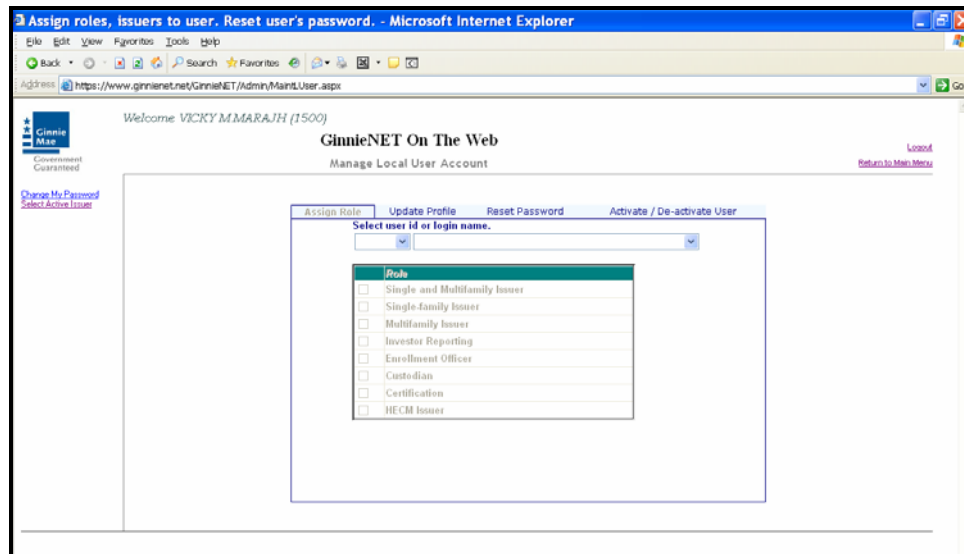 Assign roles, issuers to user. Reset user's password. - Microsoft Internet Explorer
File Edit View Favorites Tools Help
Back Search Favorites
Address https://www.ginnienet.net/GinnieNET/Admin/MaintLUser.aspx Go
Welcome VICKY M.MARAJH (1500)
Ginnie
Mae
Government
Guaranteed
GinnieNET On The Web
Manage Local User Account
Logout
Return to Main Menu
Change My Password
Select Active Issuer
Assign Role Update Profile Reset Password Activate / De-activate User
Select user id or login name.
Role
Single and Multifamily Issuer
Single-family Issuer
Multifamily Issuer
Investor Reporting
Enrollment Officer
Custodian
Certification
HECM Issuer